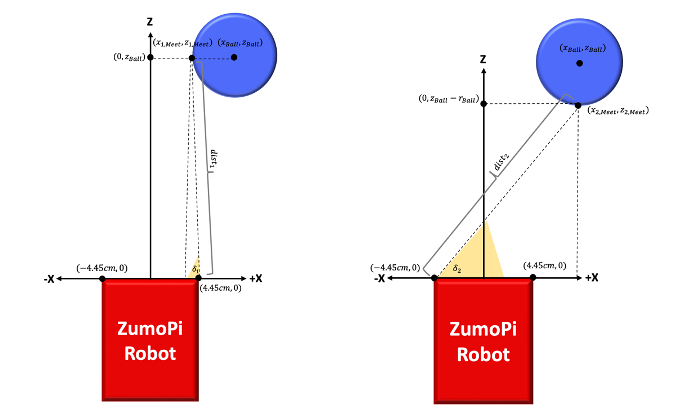 Z
(x₁,Meet, z₁,Meet) (xBall, zBall)
(0, zBall)
dist₁
(−4.45cm, 0)
δ₁
-X
+X
(4.45cm, 0)
ZumoPi
Robot
(xBall, zBall)
Z
(0, zBall − rBall)
(x₂,Meet, z₂,Meet)
dist₂
(−4.45cm, 0)
δ₂
(4.45cm, 0)
-X
+X
ZumoPi
Robot